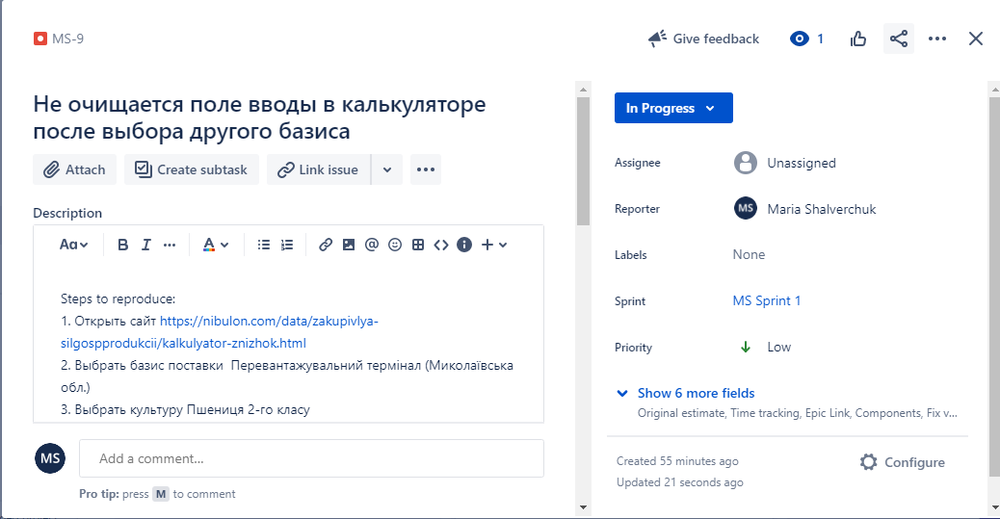 MS-9
Give feedback
1
Не очищается поле вводы в калькуляторе
после выбора другого базиса
Attach
Create subtask
Link issue
Description
Aa
B I
A
@
Steps to reproduce:
1. Открыть сайт https://nibulon.com/data/zakupivlya-
silgospprodukcii/kalkulyator-znizhok.html
2. Выбрать базис поставки Перевантажувальний термінал (Миколаївська
обл.)
3. Выбрать культуру Пшениця 2-го класу
MS
Add a comment…
Pro tip: press M to comment
In Progress
Assignee
Unassigned
Reporter
MS
Maria Shalverchuk
Labels
None
Sprint
MS Sprint 1
Priority
Low
Show 6 more fields
Original estimate, Time tracking, Epic Link, Components, Fix v...
Created 55 minutes ago
Configure
Updated 21 seconds ago